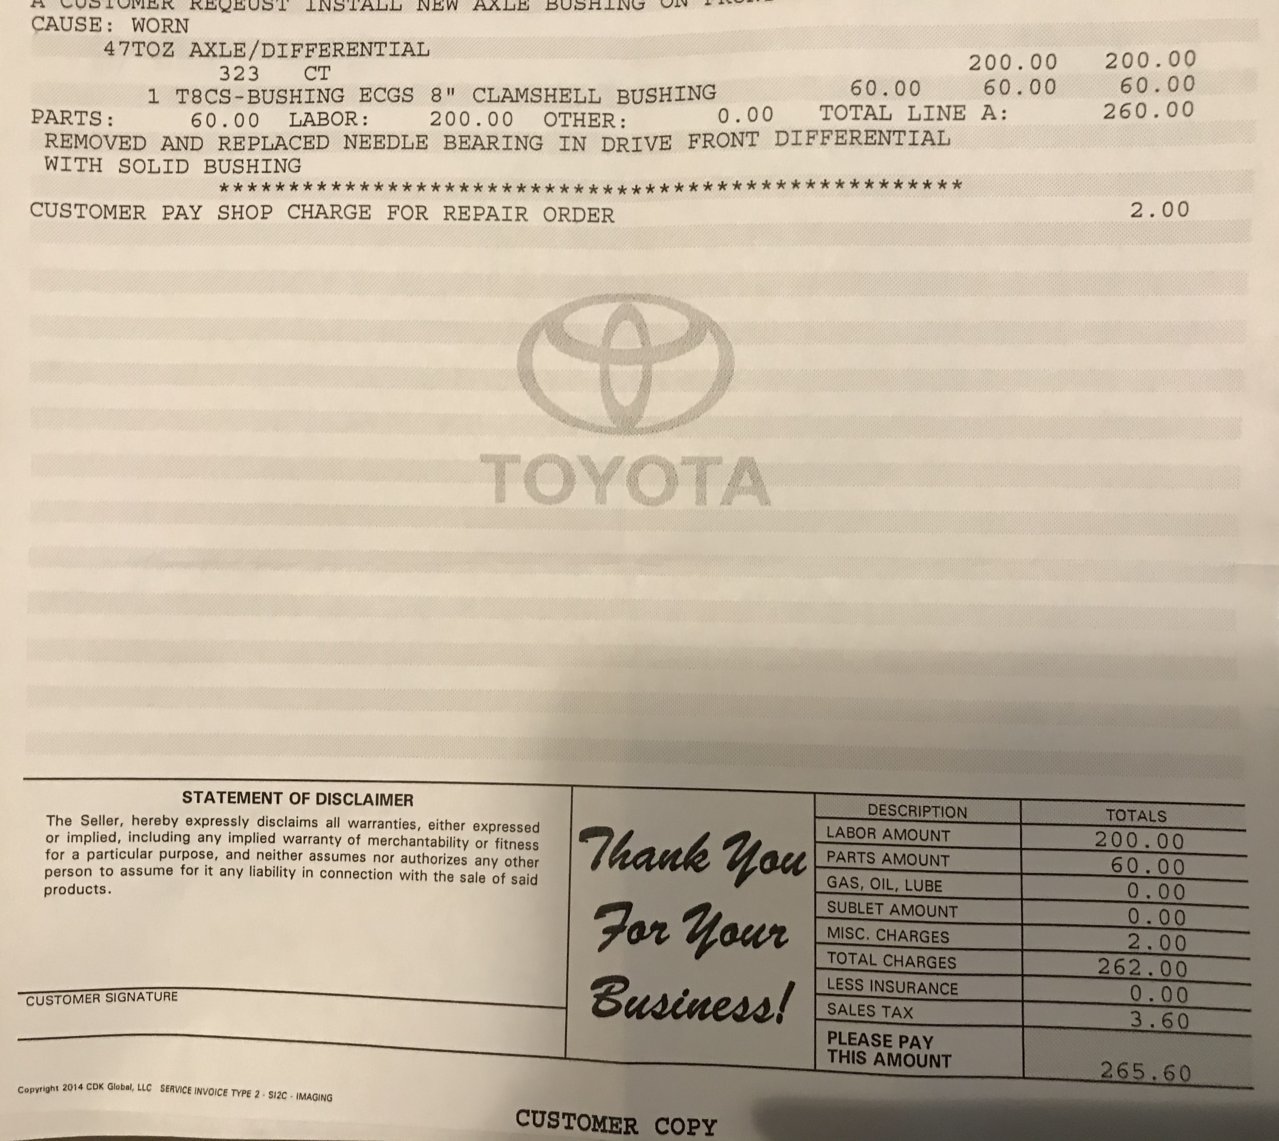 A CUSTOMER REQEUST INSTALL NEW AXLE BUSHING ON
CAUSE: WORN
47TOZ AXLE/DIFFERENTIAL
323 CT 200.00 200.00
1 T8CS-BUSHING ECGS 8" CLAMSHELL BUSHING 60.00 60.00 60.00
PARTS: 60.00 LABOR: 200.00 OTHER: 0.00 TOTAL LINE A: 260.00
REMOVED AND REPLACED NEEDLE BEARING IN DRIVE FRONT DIFFERENTIAL
WITH SOLID BUSHING
*****************************************************
CUSTOMER PAY SHOP CHARGE FOR REPAIR ORDER 2.00
TOYOTA
STATEMENT OF DISCLAIMER
The Seller, hereby expressly disclaims all warranties, either expressed
or implied, including any implied warranty of merchantability or fitness
for a particular purpose, and neither assumes nor authorizes any other
person to assume for it any liability in connection with the sale of said
products.
CUSTOMER SIGNATURE
Thank You
For Your
Business!
DESCRIPTION TOTALS
LABOR AMOUNT 200.00
PARTS AMOUNT 60.00
GAS, OIL, LUBE 0.00
SUBLET AMOUNT 0.00
MISC. CHARGES 2.00
TOTAL CHARGES 262.00
LESS INSURANCE 0.00
SALES TAX 3.60
PLEASE PAY
THIS AMOUNT 265.60
Copyright 2014 CDK Global, LLC SERVICE INVOICE TYPE 2 - SI2C - IMAGING
CUSTOMER COPY